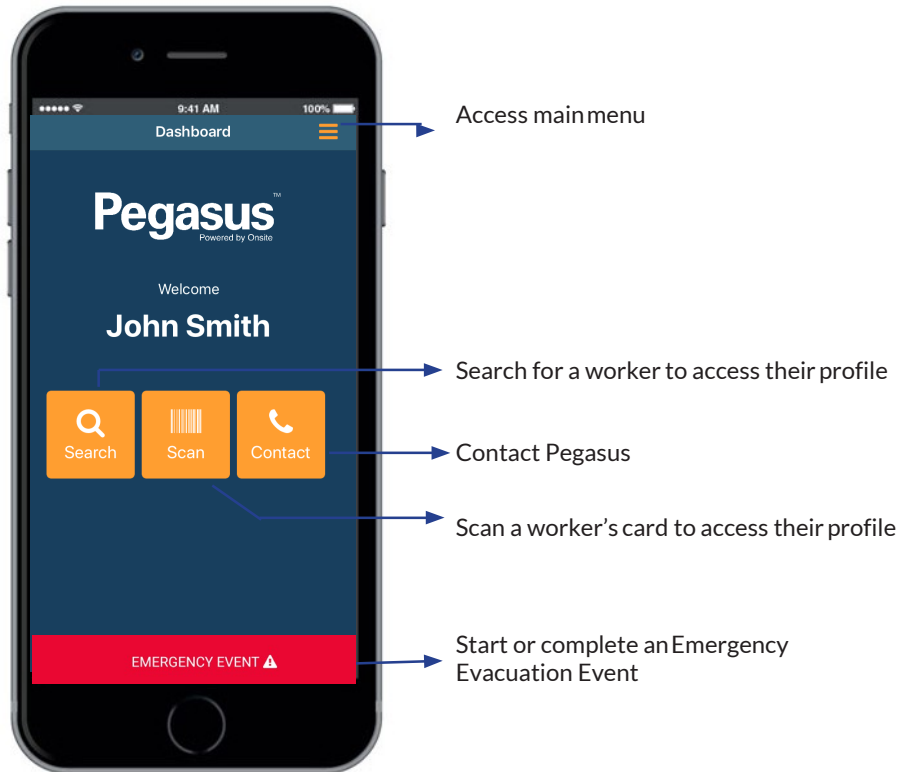 9:41 AM 100%
Dashboard
Access main menu
Pegasus™
Powered by Onsite
Welcome
John Smith
Search for a worker to access their profile
Search Scan Contact
Contact Pegasus
Scan a worker's card to access their profile
EMERGENCY EVENT
Start or complete an Emergency
Evacuation Event